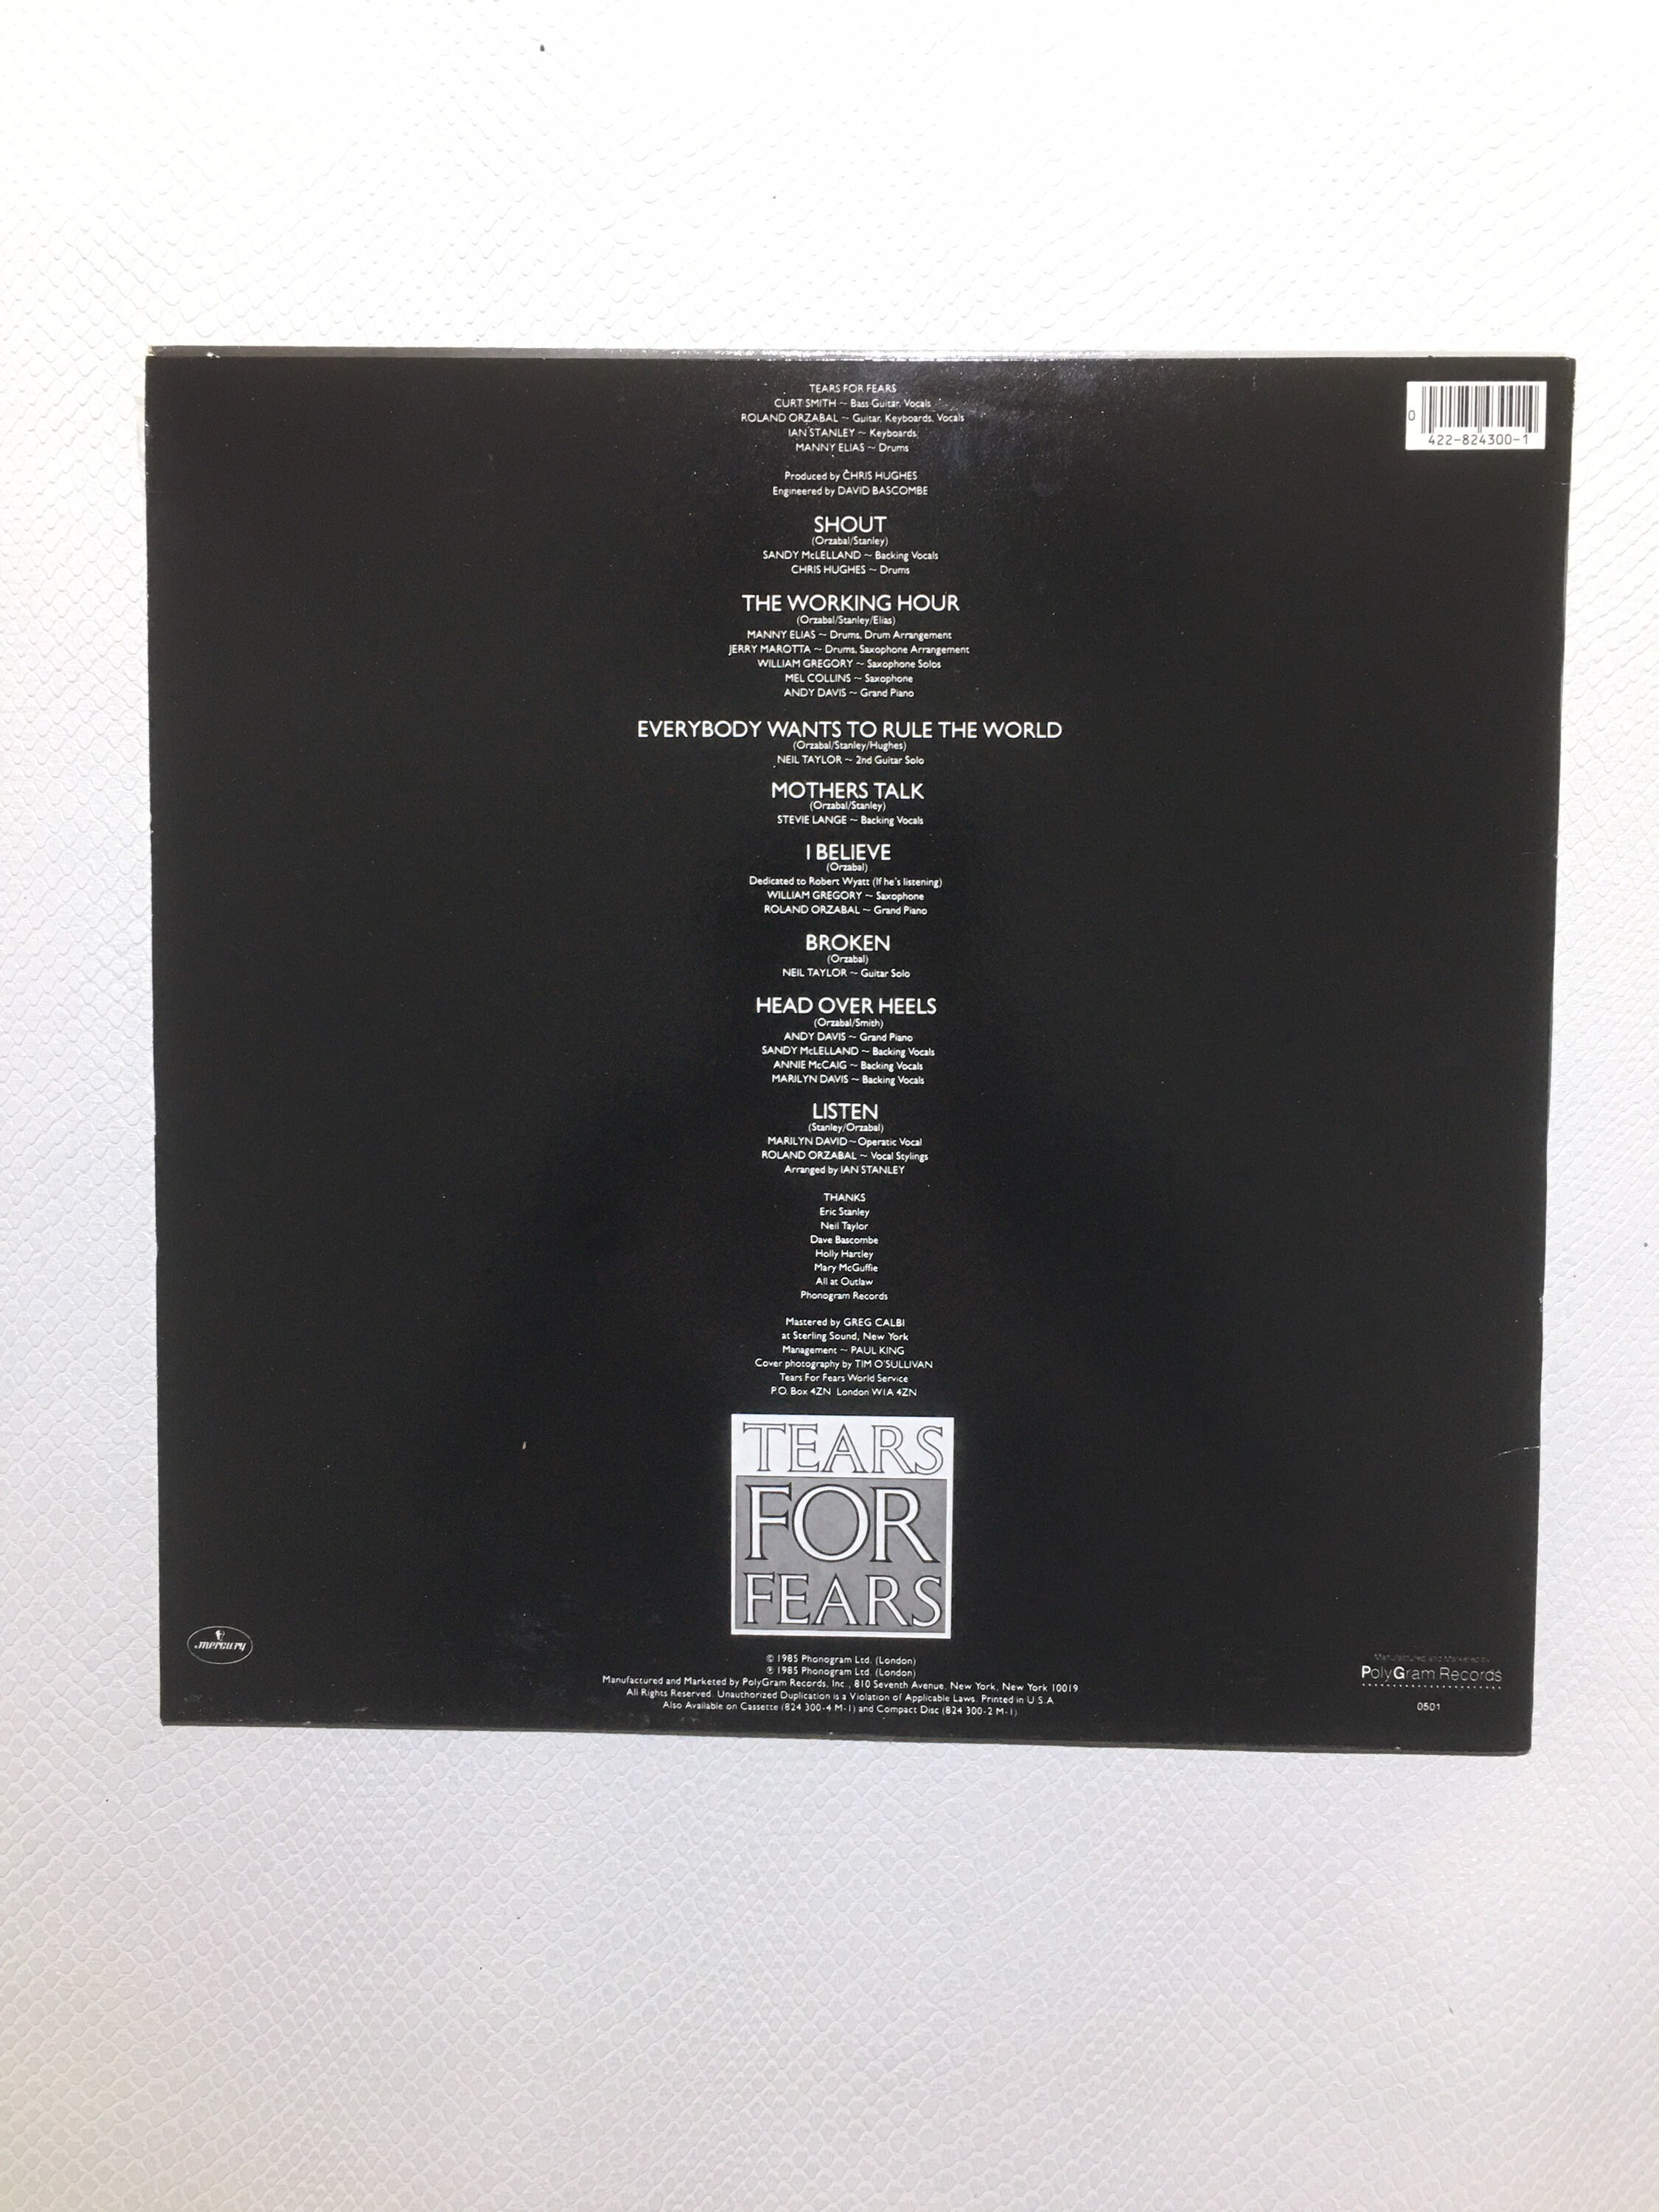 TEARS FOR FEARS
CURT SMITH ~ Bass Guitar, Vocals
ROLAND ORZABAL ~ Guitar, Keyboards, Vocals
IAN STANLEY ~ Keyboards
MANNY ELIAS ~ Drums
Produced by CHRIS HUGHES
Engineered by DAVID BASCOMBE
0
422-824300-1
SHOUT
(Orzabal/Stanley)
SANDY McLELLAND ~ Backing Vocals
CHRIS HUGHES ~ Drums
THE WORKING HOUR
(Orzabal/Stanley/Elias)
MANNY ELIAS ~ Drums, Drum Arrangement
JERRY MAROTTA ~ Drums, Saxophone Arrangement
WILLIAM GREGORY ~ Saxophone Solos
MEL COLLINS ~ Saxophone
ANDY DAVIS ~ Grand Piano
EVERYBODY WANTS TO RULE THE WORLD
(Orzabal/Stanley/Hughes)
NEIL TAYLOR ~ 2nd Guitar Solo
MOTHERS TALK
(Orzabal/Stanley)
STEVIE LANGE ~ Backing Vocals
I BELIEVE
(Orzabal)
Dedicated to Robert Wyatt (If he's listening)
WILLIAM GREGORY ~ Saxophone
ROLAND ORZABAL ~ Grand Piano
BROKEN
(Orzabal)
NEIL TAYLOR ~ Guitar Solo
HEAD OVER HEELS
(Orzabal/Smith)
ANDY DAVIS ~ Grand Piano
SANDY McLELLAND ~ Backing Vocals
ANNIE McCAIG ~ Backing Vocals
MARILYN DAVIS ~ Backing Vocals
LISTEN
(Stanley/Orzabal)
MARILYN DAVID ~ Operatic Vocal
ROLAND ORZABAL ~ Vocal Stylings
Arranged by IAN STANLEY
THANKS
Eric Stanley
Neil Taylor
Dave Bascombe
Holly Hartley
Mary McGuffie
All at Outlaw
Phonogram Records
Mastered by GREG CALBI
at Sterling Sound, New York
Management ~ PAUL KING
Cover photography by TIM O'SULLIVAN
Tears For Fears World Service
P.O. Box 4ZN London W1A 4ZN
TEARS
FOR
FEARS
mercury
© 1985 Phonogram Ltd. (London)
℗ 1985 Phonogram Ltd. (London)
Manufactured and Marketed by PolyGram Records, Inc., 810 Seventh Avenue, New York, New York 10019
All Rights Reserved. Unauthorized Duplication is a Violation of Applicable Laws. Printed in U.S.A.
Also Available on Cassette (824 300-4 M-1) and Compact Disc (824 300-2 M-1)
Manufactured and Marketed by
PolyGram Records
0501